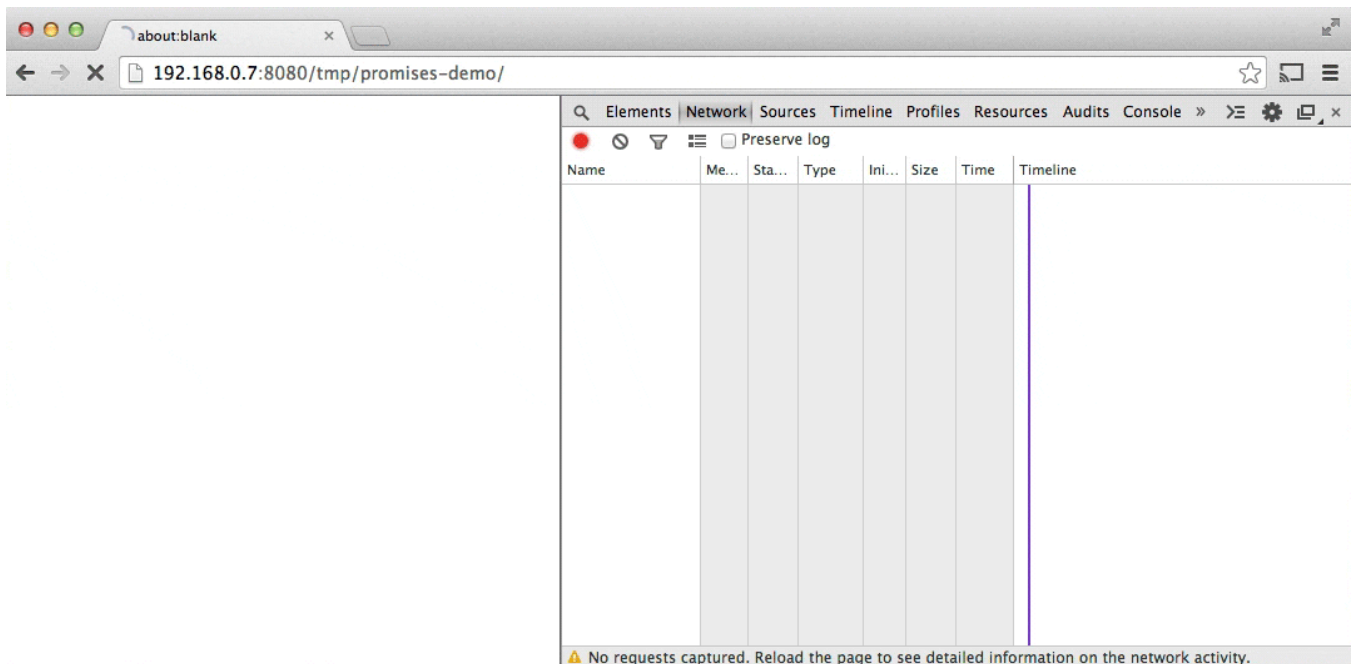 about:blank
192.168.0.7:8080/tmp/promises-demo/
Elements Network Sources Timeline Profiles Resources Audits Console »
Preserve log
Name Me... Sta... Type Ini... Size Time Timeline
No requests captured. Reload the page to see detailed information on the network activity.